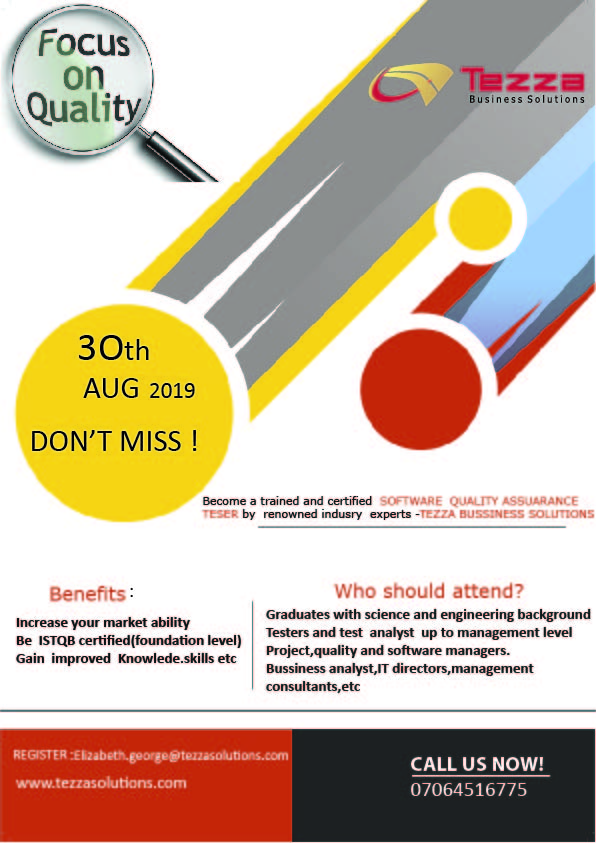 Focus
on
Quality
Tezza
Business Solutions
30th
AUG 2019
DON'T MISS !
Become a trained and certified SOFTWARE QUALITY ASSUARANCE
TESER by renowned indusry experts -TEZZA BUSSINESS SOLUTIONS
Benefits :
Increase your market ability
Be ISTQB certified(foundation level)
Gain improved Knowlede.skills etc
Who should attend?
Graduates with science and engineering background
Testers and test analyst up to management level
Project,quality and software managers.
Bussiness analyst,IT directors,management
consultants,etc
REGISTER :Elizabeth.george@tezzasolutions.com
www.tezzasolutions.com
CALL US NOW!
07064516775